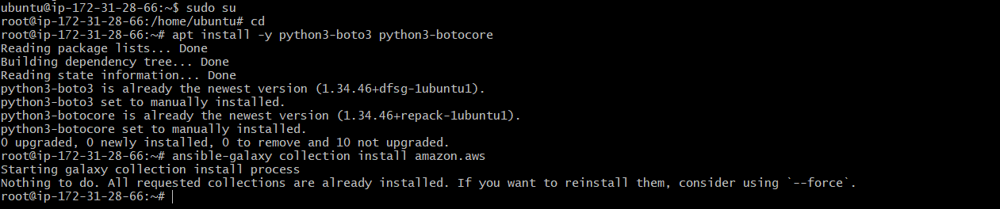 ubuntu@ip-172-31-28-66:~$ sudo su
root@ip-172-31-28-66:/home/ubuntu# cd
root@ip-172-31-28-66:~# apt install -y python3-boto3 python3-botocore
Reading package lists... Done
Building dependency tree... Done
Reading state information... Done
python3-boto3 is already the newest version (1.34.46+dfsg-1ubuntu1).
python3-boto3 set to manually installed.
python3-botocore is already the newest version (1.34.46+repack-1ubuntu1).
python3-botocore set to manually installed.
0 upgraded, 0 newly installed, 0 to remove and 10 not upgraded.
root@ip-172-31-28-66:~# ansible-galaxy collection install amazon.aws
Starting galaxy collection install process
Nothing to do. All requested collections are already installed. If you want to reinstall them, consider using `--force`.
root@ip-172-31-28-66:~#